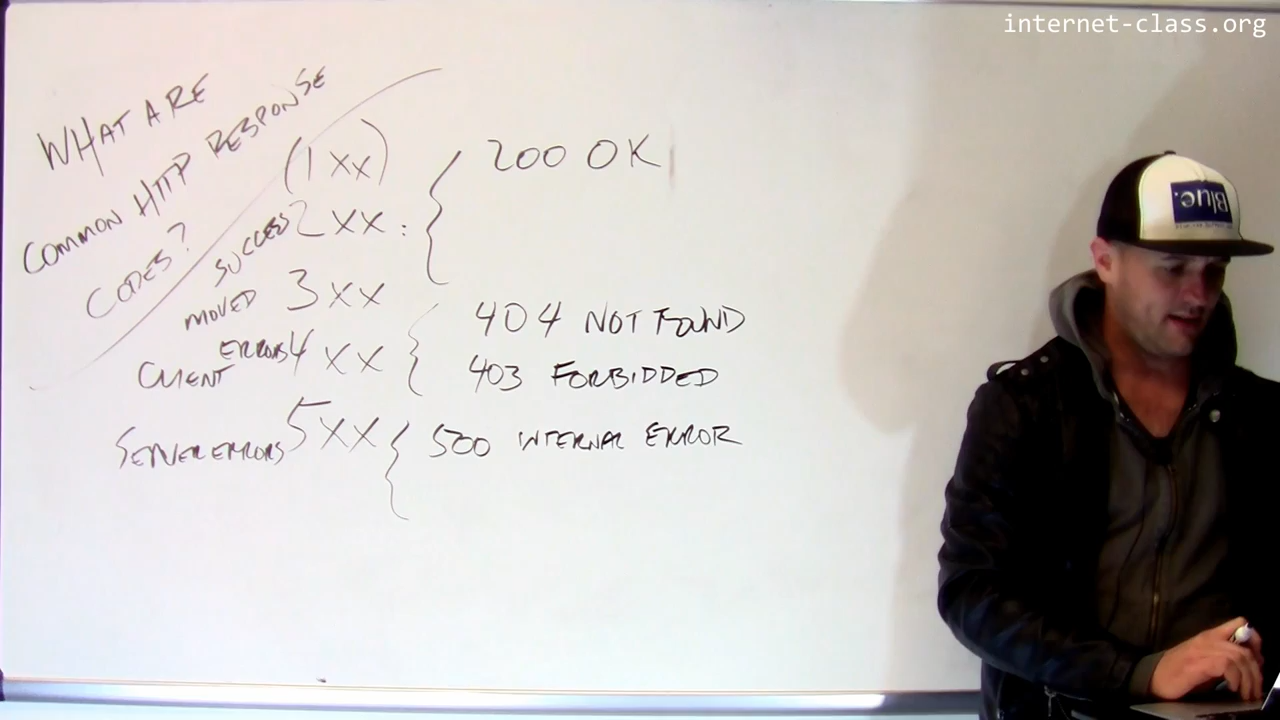 internet-class.org
WHAT ARE
COMMON HTTP RESPONSE
CODES?
(1XX)
SUCCESS 2XX :
200 OK
MOVED 3XX
CLIENT ERRORS 4XX
404 NOT FOUND
403 FORBIDDED
SERVER ERRORS 5XX
500 INTERNAL ERROR
Blue.